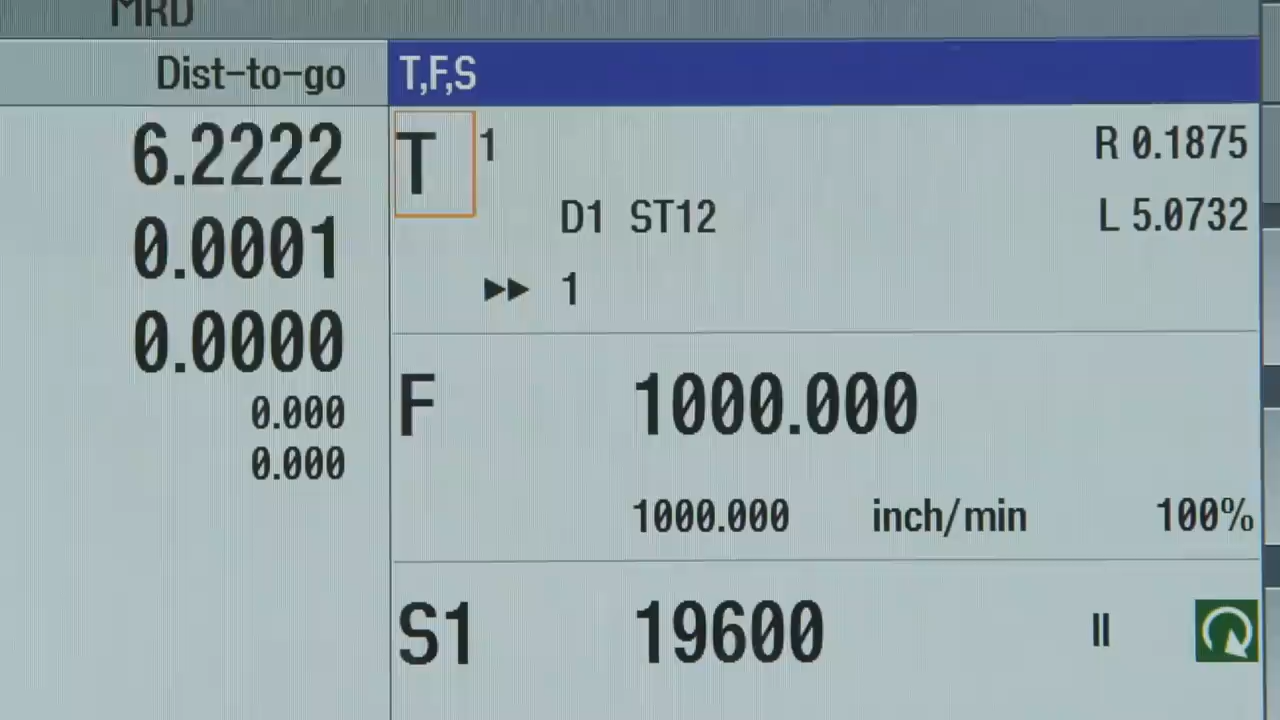 MRD
Dist-to-go
6.2222
0.0001
0.0000
0.000
0.000
T,F,S
T 1 R 0.1875
D1 ST12 L 5.0732
▶▶ 1
F 1000.000
1000.000 inch/min 100%
S1 19600 II